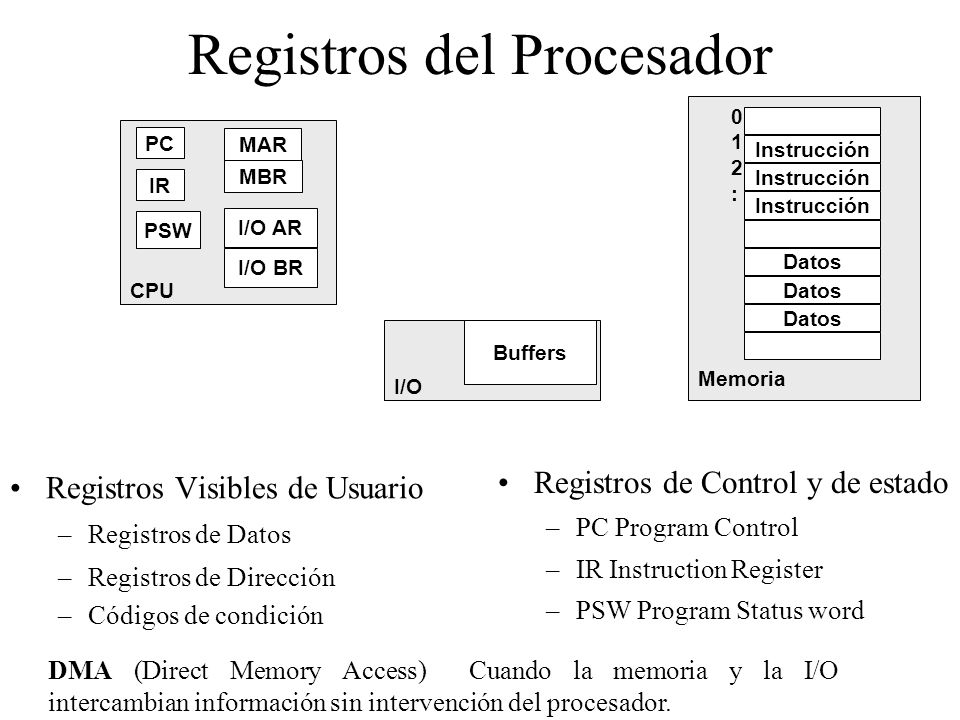 Registros del Procesador
PC
MAR
MBR
IR
PSW
I/O AR
I/O BR
CPU
Buffers
I/O
0
1
2
:
Instrucción
Instrucción
Instrucción
Datos
Datos
Datos
Memoria
• Registros Visibles de Usuario
– Registros de Datos
– Registros de Dirección
– Códigos de condición
• Registros de Control y de estado
– PC Program Control
– IR Instruction Register
– PSW Program Status word
DMA (Direct Memory Access) Cuando la memoria y la I/O
intercambian información sin intervención del procesador.